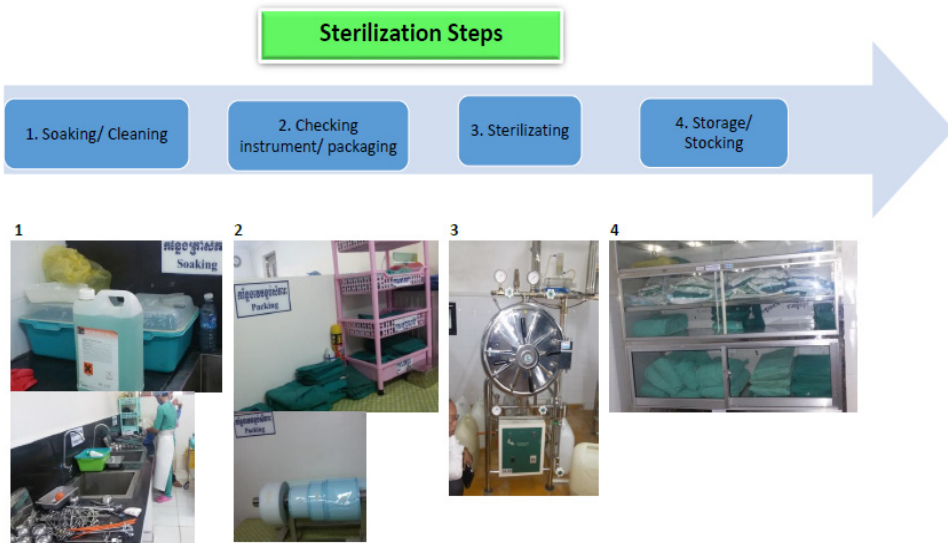 Sterilization Steps
1. Soaking/ Cleaning
2. Checking
instrument/ packaging
3. Sterilizating
4. Storage/
Stocking
1
2
3
4
Soaking
Packing
Packing